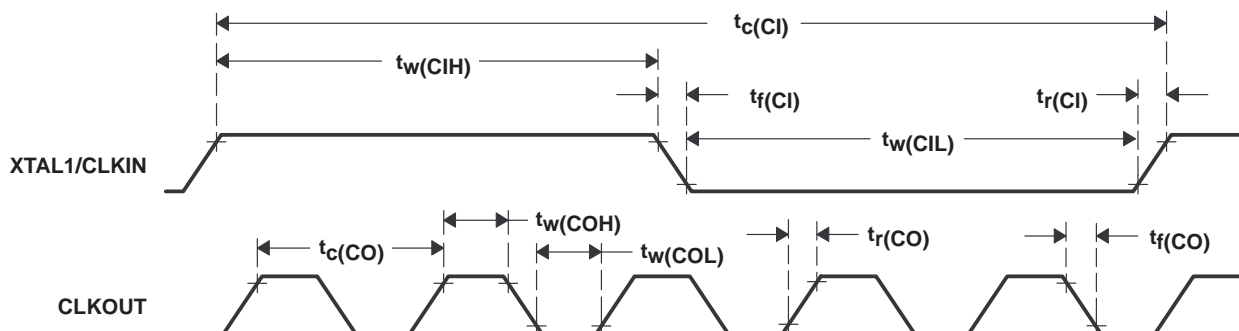 tc(CI)
tw(CIH)
tf(CI)
tr(CI)
tw(CIL)
XTAL1/CLKIN
tw(COH)
tc(CO)
tw(COL)
tr(CO)
tf(CO)
CLKOUT